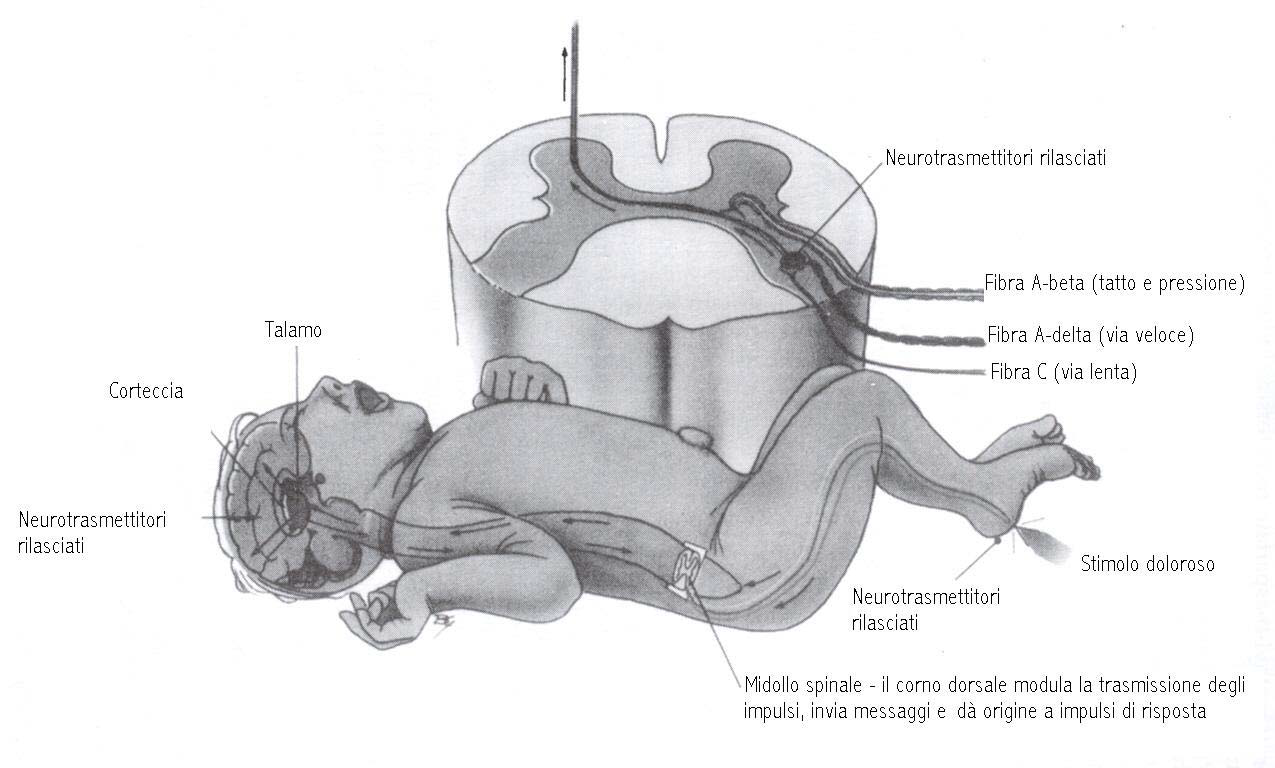 Neurotrasmettitori rilasciati
Fibra A-beta (tatto e pressione)
Fibra A-delta (via veloce)
Fibra C (via lenta)
Talamo
Corteccia
Neurotrasmettitori
rilasciati
Stimolo doloroso
Neurotrasmettitori
rilasciati
Midollo spinale - il corno dorsale modula la trasmissione degli
impulsi, invia messaggi e dà origine a impulsi di risposta